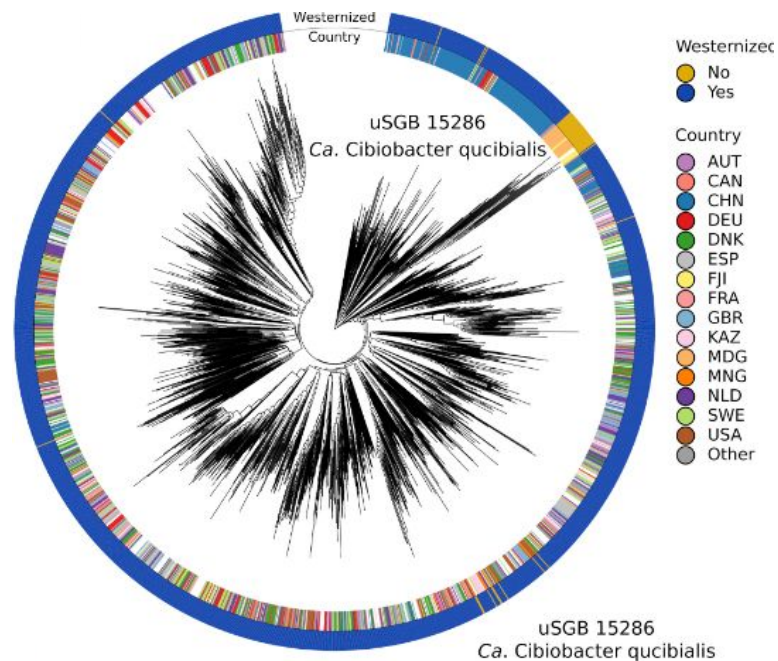 Westernized
Country
uSGB 15286
Ca. Cibiobacter qucibialis
Westernized
No
Yes
Country
AUT
CAN
CHN
DEU
DNK
ESP
FJI
FRA
GBR
KAZ
MDG
MNG
NLD
SWE
USA
Other
uSGB 15286
Ca. Cibiobacter qucibialis